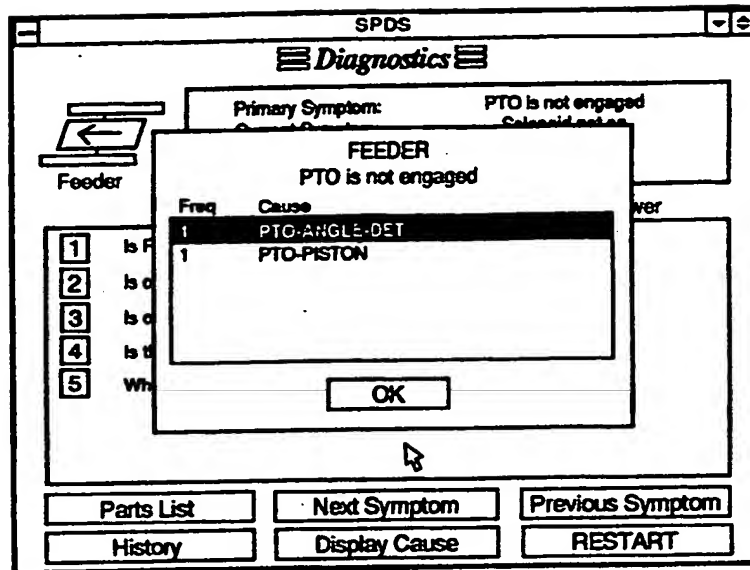 SPDS
Diagnostics
Primary Symptom: PTO is not engaged
Feeder
FEEDER
PTO is not engaged
Freq Cause
1 PTO-ANGLE-DET
1 PTO-PISTON
1 Is
2 Is
3 Is
4 Is
5
OK
Parts List Next Symptom Previous Symptom
History Display Cause RESTART